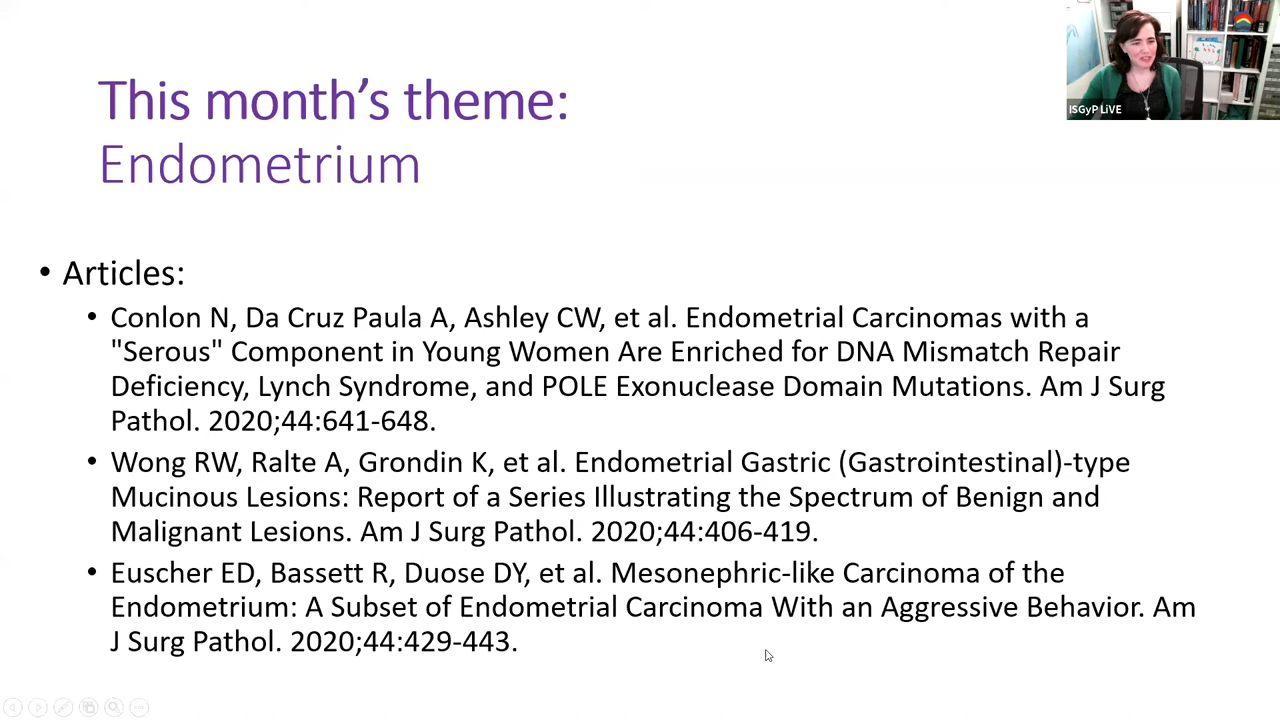 ISGyP LiVE
This month's theme:
Endometrium
• Articles:
• Conlon N, Da Cruz Paula A, Ashley CW, et al. Endometrial Carcinomas with a
"Serous" Component in Young Women Are Enriched for DNA Mismatch Repair
Deficiency, Lynch Syndrome, and POLE Exonuclease Domain Mutations. Am J Surg
Pathol. 2020;44:641-648.
• Wong RW, Ralte A, Grondin K, et al. Endometrial Gastric (Gastrointestinal)-type
Mucinous Lesions: Report of a Series Illustrating the Spectrum of Benign and
Malignant Lesions. Am J Surg Pathol. 2020;44:406-419.
• Euscher ED, Bassett R, Duose DY, et al. Mesonephric-like Carcinoma of the
Endometrium: A Subset of Endometrial Carcinoma With an Aggressive Behavior. Am
J Surg Pathol. 2020;44:429-443.